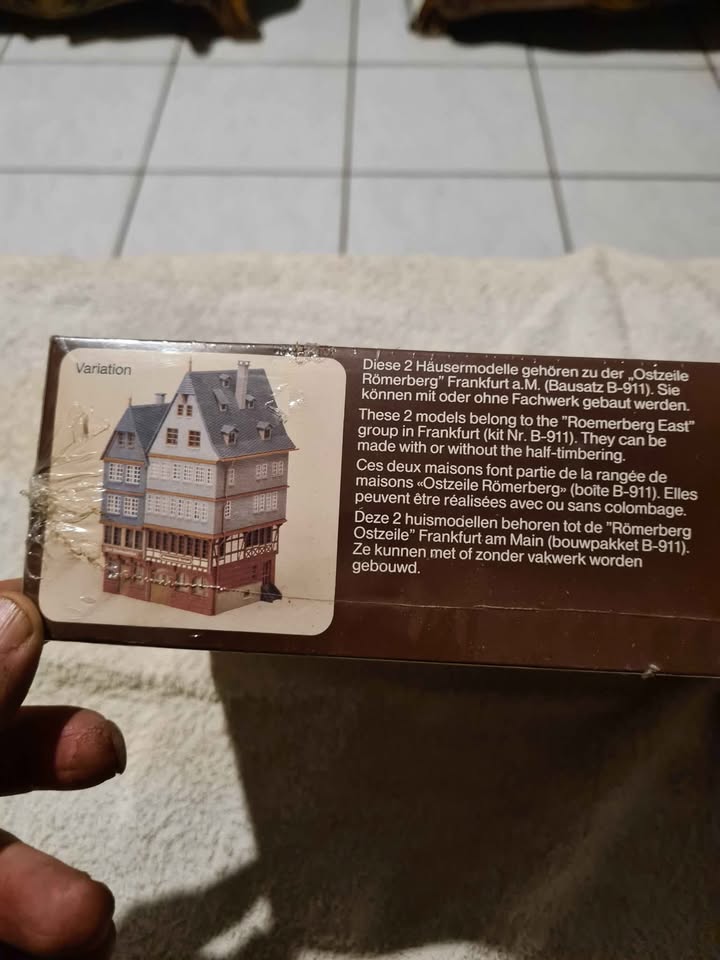 Variation
Diese 2 Häusermodelle gehören zu der „Ostzeile
Römerberg” Frankfurt a.M. (Bausatz B-911). Sie
können mit oder ohne Fachwerk gebaut werden.
These 2 models belong to the "Roemerberg East"
group in Frankfurt (kit Nr. B-911). They can be
made with or without the half-timbering.
Ces deux maisons font partie de la rangée de
maisons «Ostzeile Römerberg» (boîte B-911). Elles
peuvent être réalisées avec ou sans colombage.
Deze 2 huismodellen behoren tot de "Römerberg
Ostzeile" Frankfurt am Main (bouwpakket B-911).
Ze kunnen met of zonder vakwerk worden
gebouwd.